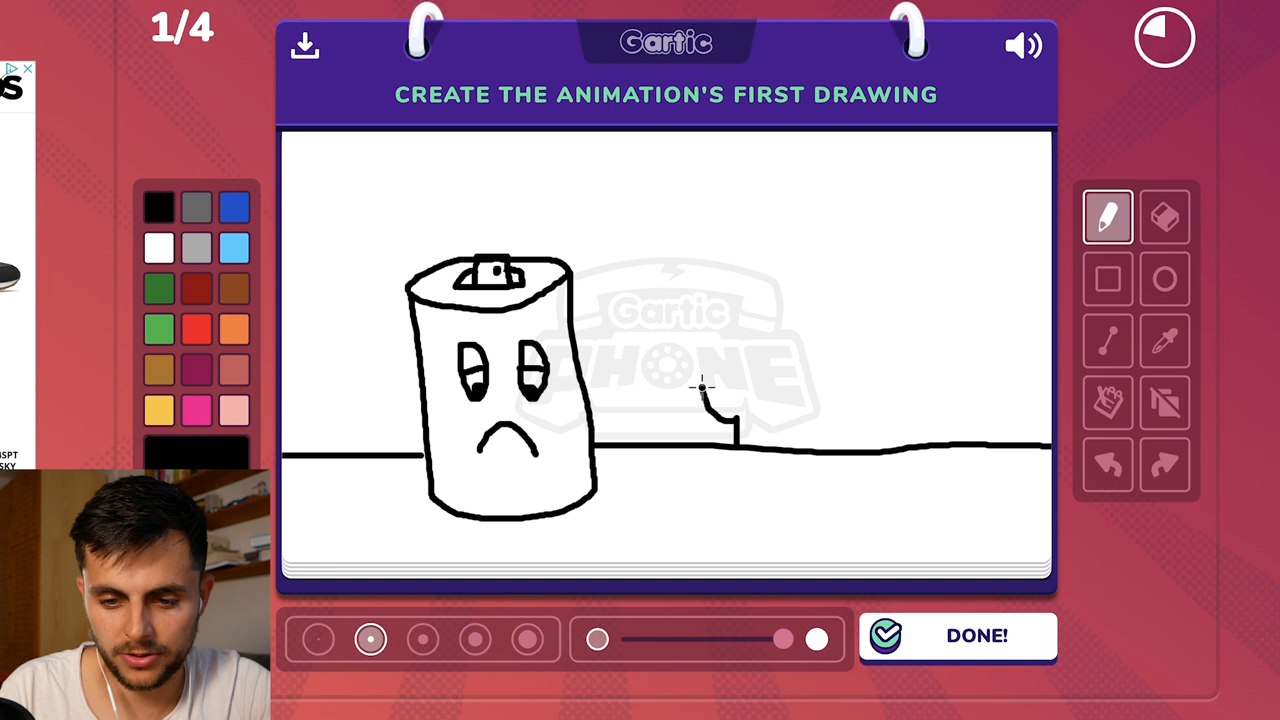 1/4
Gartic
CREATE THE ANIMATION'S FIRST DRAWING
Gartic
PHONE
DONE!